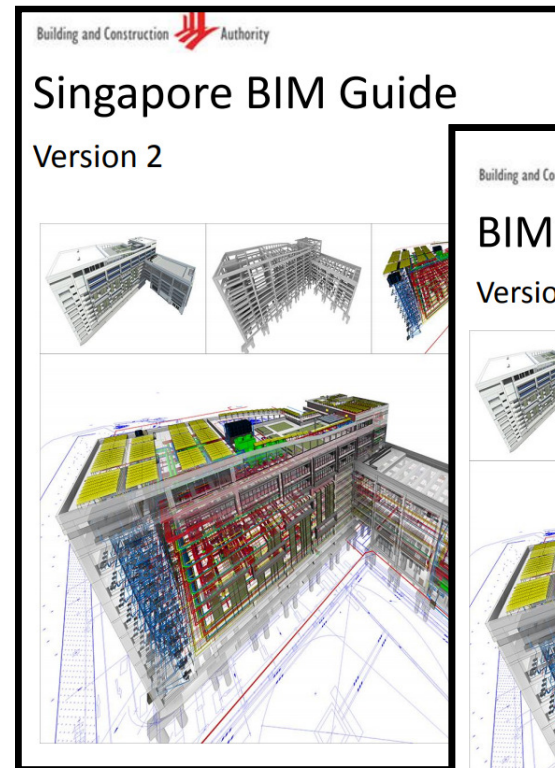 Building and Construction Authority
Singapore BIM Guide
Version 2
Building and Co
BIM
Versio